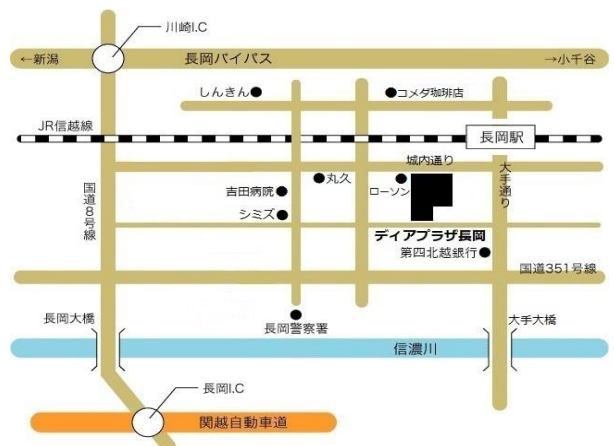 川崎I.C
←新潟
長岡バイパス
→小千谷
しんきん
コメダ珈琲店
JR信越線
長岡駅
城内通り
大手通り
丸久
吉田病院
ローソン
国道8号線
シミズ
ディアプラザ長岡
第四北越銀行
国道351号線
長岡大橋
長岡警察署
大手大橋
信濃川
長岡I.C
関越自動車道